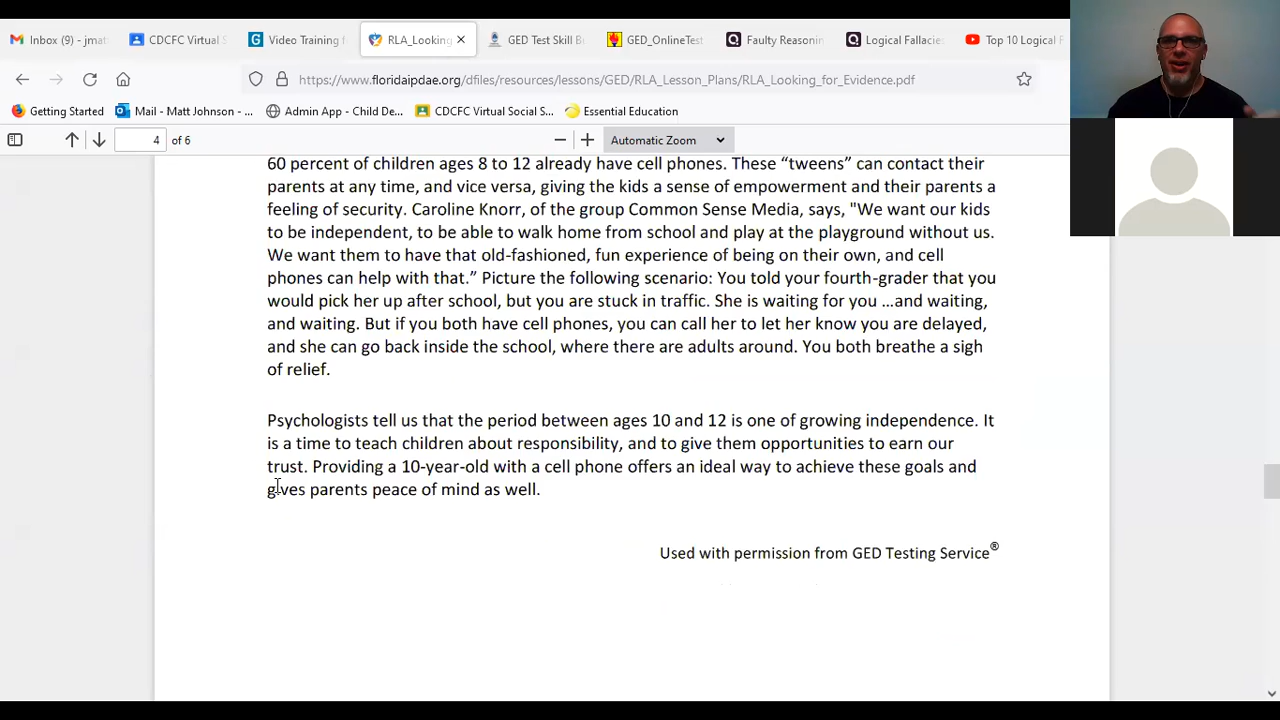 Inbox (9) - jmat
CDCFC Virtual S
Video Training f
RLA_Looking
GED Test Skill B
GED_OnlineTest
Faulty Reasonin
Logical Fallacie
Top 10 Logical F
https://www.floridaipdae.org/dfiles/resources/lessons/GED/RLA_Lesson_Plans/RLA_Looking_for_Evidence.pdf
Getting Started
Mail - Matt Johnson - ...
Admin App - Child De...
CDCFC Virtual Social S...
Essential Education
4 of 6
Automatic Zoom
60 percent of children ages 8 to 12 already have cell phones. These “tweens” can contact their
parents at any time, and vice versa, giving the kids a sense of empowerment and their parents a
feeling of security. Caroline Knorr, of the group Common Sense Media, says, "We want our kids
to be independent, to be able to walk home from school and play at the playground without us.
We want them to have that old-fashioned, fun experience of being on their own, and cell
phones can help with that.” Picture the following scenario: You told your fourth-grader that you
would pick her up after school, but you are stuck in traffic. She is waiting for you …and waiting,
and waiting. But if you both have cell phones, you can call her to let her know you are delayed,
and she can go back inside the school, where there are adults around. You both breathe a sigh
of relief.
Psychologists tell us that the period between ages 10 and 12 is one of growing independence. It
is a time to teach children about responsibility, and to give them opportunities to earn our
trust. Providing a 10-year-old with a cell phone offers an ideal way to achieve these goals and
gives parents peace of mind as well.
Used with permission from GED Testing Service®